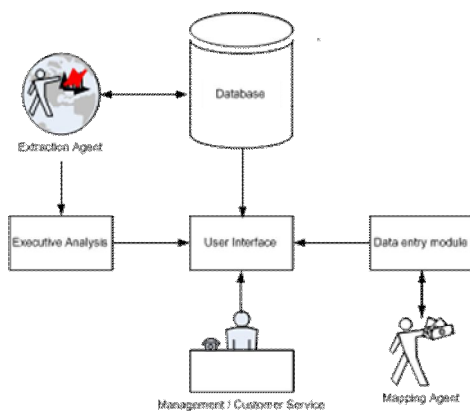 Database
Extraction Agent
Executive Analysis
User Interface
Data entry module
Management / Customer Service
Mapping Agent